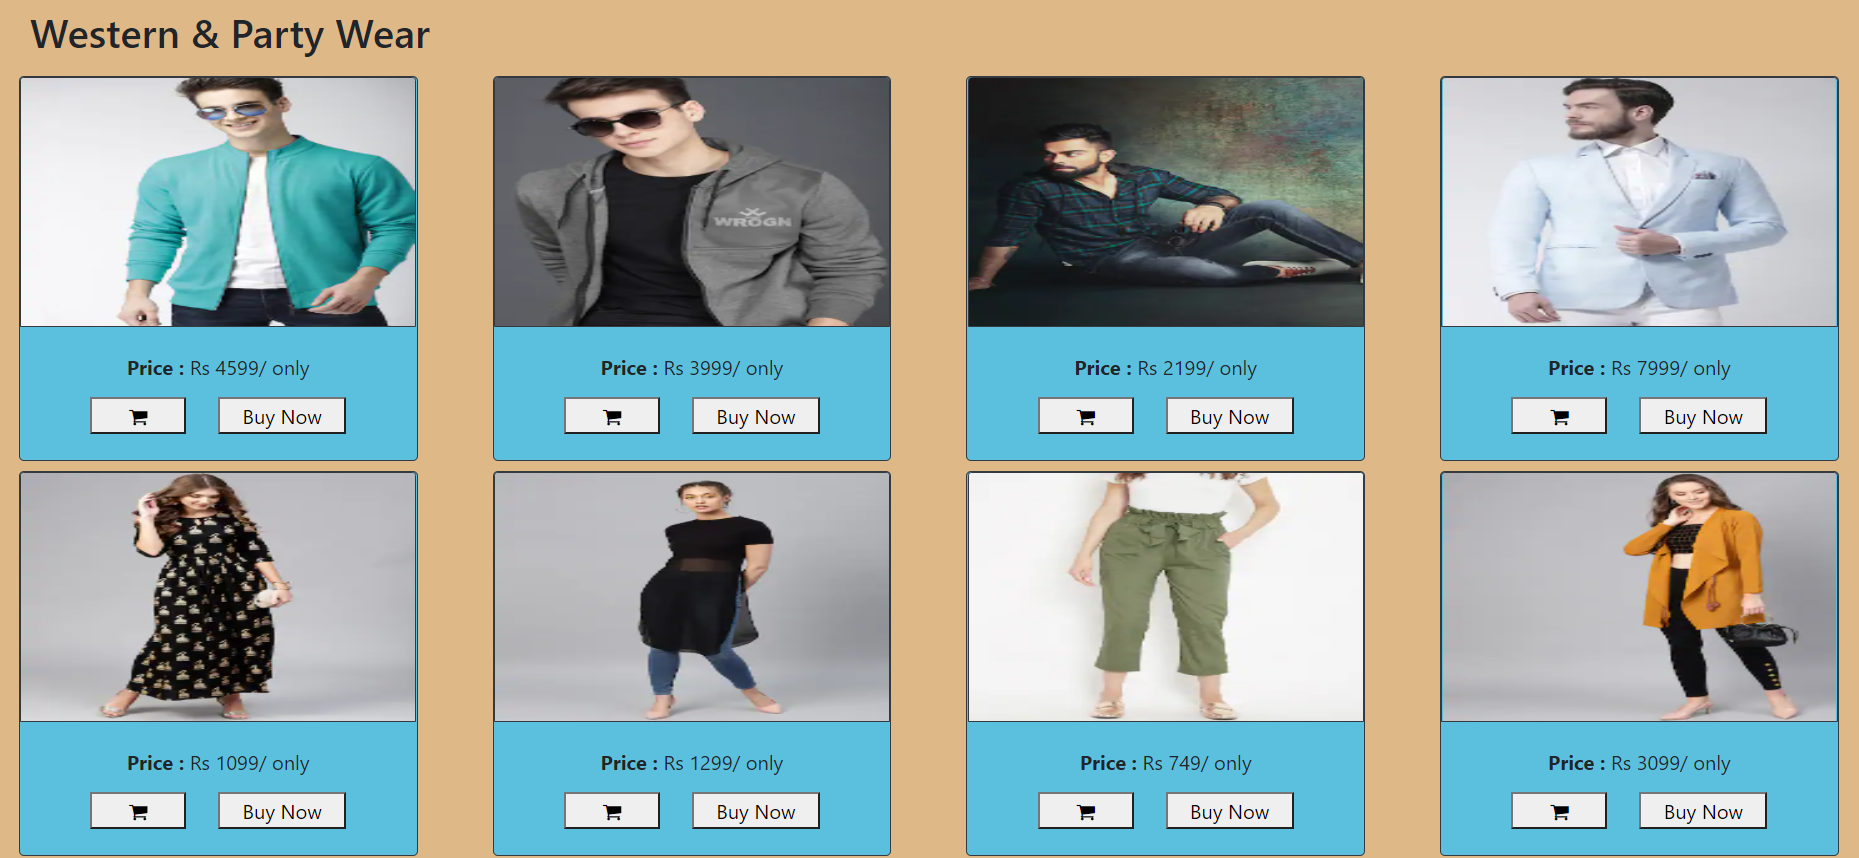 Western & Party Wear
WROGN
Price : Rs 4599/ only
Buy Now
Price : Rs 3999/ only
Buy Now
Price : Rs 2199/ only
Buy Now
Price : Rs 7999/ only
Buy Now
Price : Rs 1099/ only
Buy Now
Price : Rs 1299/ only
Buy Now
Price : Rs 749/ only
Buy Now
Price : Rs 3099/ only
Buy Now